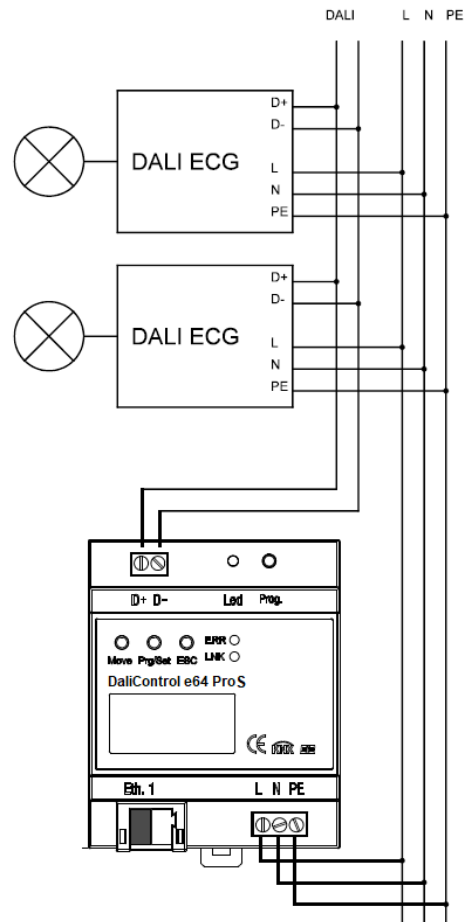 DALI L N PE
D+
D-
DALI ECG
L
N
PE
D+
D-
DALI ECG
L
N
PE
D+ D- Led Prog.
ERR
Move Prg/Set ESC LNK
DaliControl e64 Pro S
CE
Eth. 1 L N PE